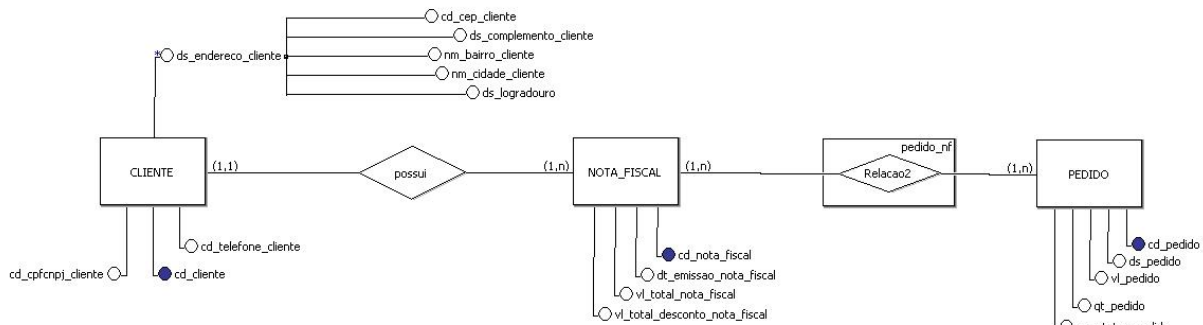 cd_cep_cliente
ds_complemento_cliente
* ds_endereco_cliente
nm_bairro_cliente
nm_cidade_cliente
ds_logradouro
pedido_nf
CLIENTE
(1,1)
possui
(1,n)
NOTA_FISCAL
(1,n)
Relacao2
(1,n)
PEDIDO
cd_telefone_cliente
cd_cpfcnpj_cliente
cd_cliente
cd_nota_fiscal
dt_emissao_nota_fiscal
vl_total_nota_fiscal
vl_total_desconto_nota_fiscal
cd_pedido
ds_pedido
vl_pedido
qt_pedido